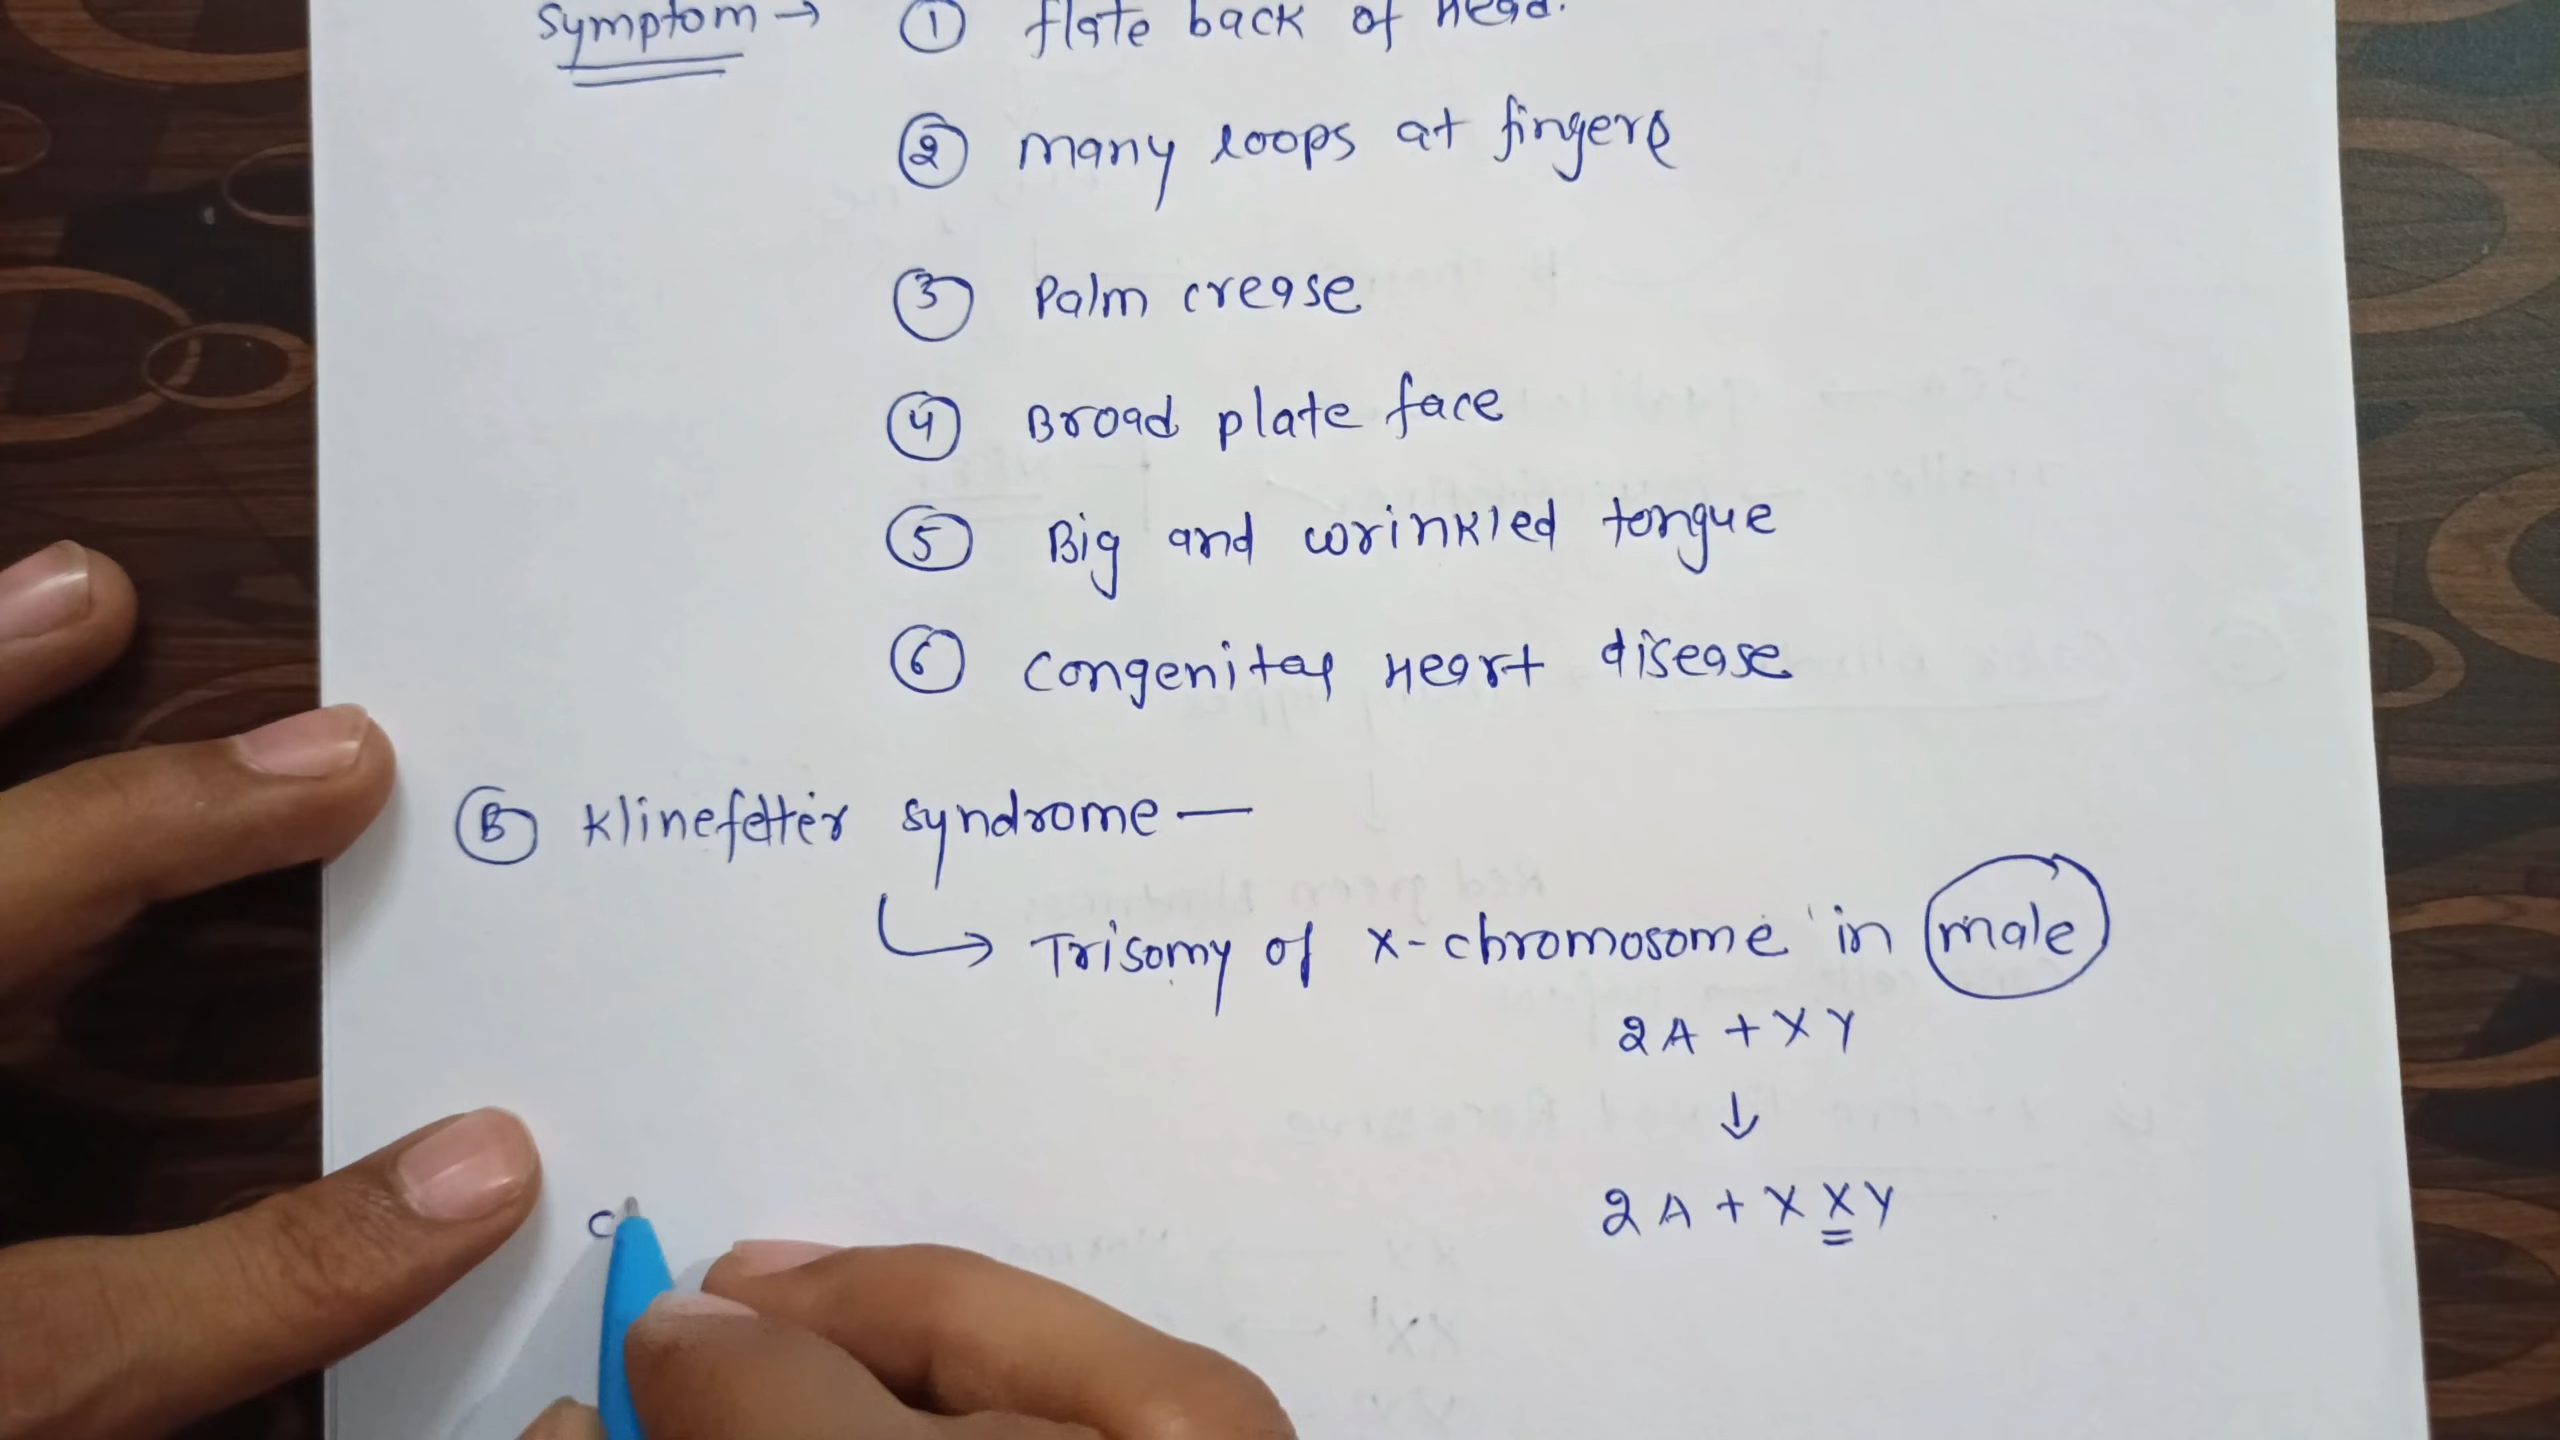 Symptom → ① flate back of Head.
② many loops at fingers
③ Palm crease
④ Broad plate face
⑤ Big and wrinkled tongue
⑥ Congenital Heart disease
Ⓑ Klinefelter syndrome —
↳ Trisomy of X-chromosome in male
2A + XY
↓
2A + XXY
C